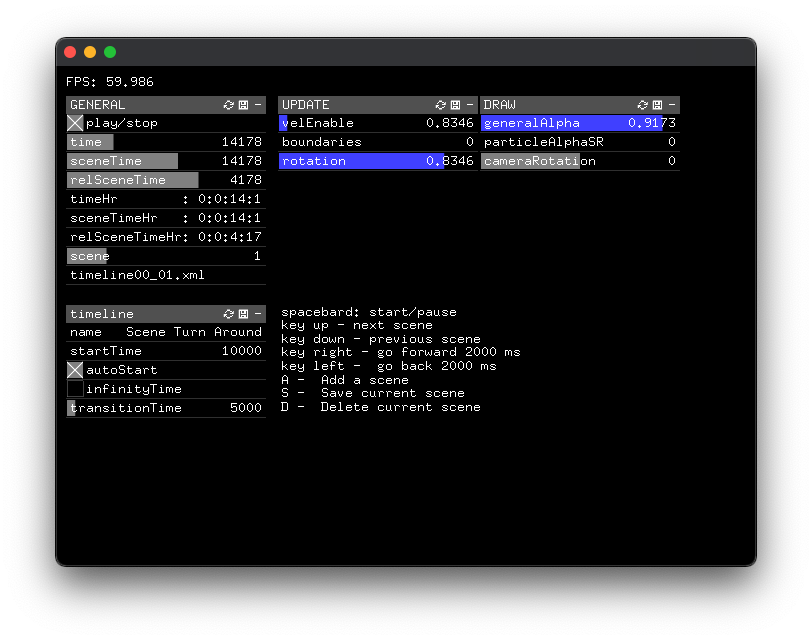 FPS: 59.986
GENERAL
play/stop
time 14178
sceneTime 14178
relSceneTime 4178
timeHr : 0:0:14:1
sceneTimeHr : 0:0:14:1
relSceneTimeHr: 0:0:4:17
scene 1
timeline00_01.xml
UPDATE
velEnable 0.8346
boundaries 0
rotation 0.8346
DRAW
generalAlpha 0.9173
particleAlphaSR 0
cameraRotation 0
timeline
name Scene Turn Around
startTime 10000
autoStart
infinityTime
transitionTime 5000
spacebard: start/pause
key up - next scene
key down - previous scene
key right - go forward 2000 ms
key left - go back 2000 ms
A - Add a scene
S - Save current scene
D - Delete current scene